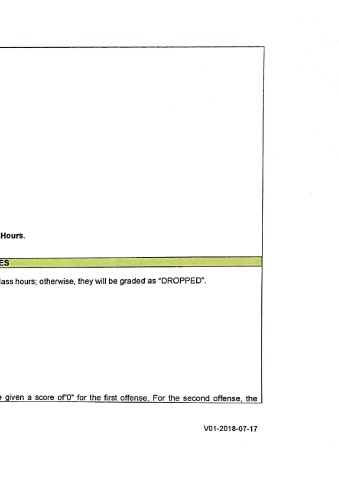 Hours.
ES
lass hours; otherwise, they will be graded as "DROPPED".
e given a score of"0" for the first offense. For the second offense, the
V01-2018-07-17